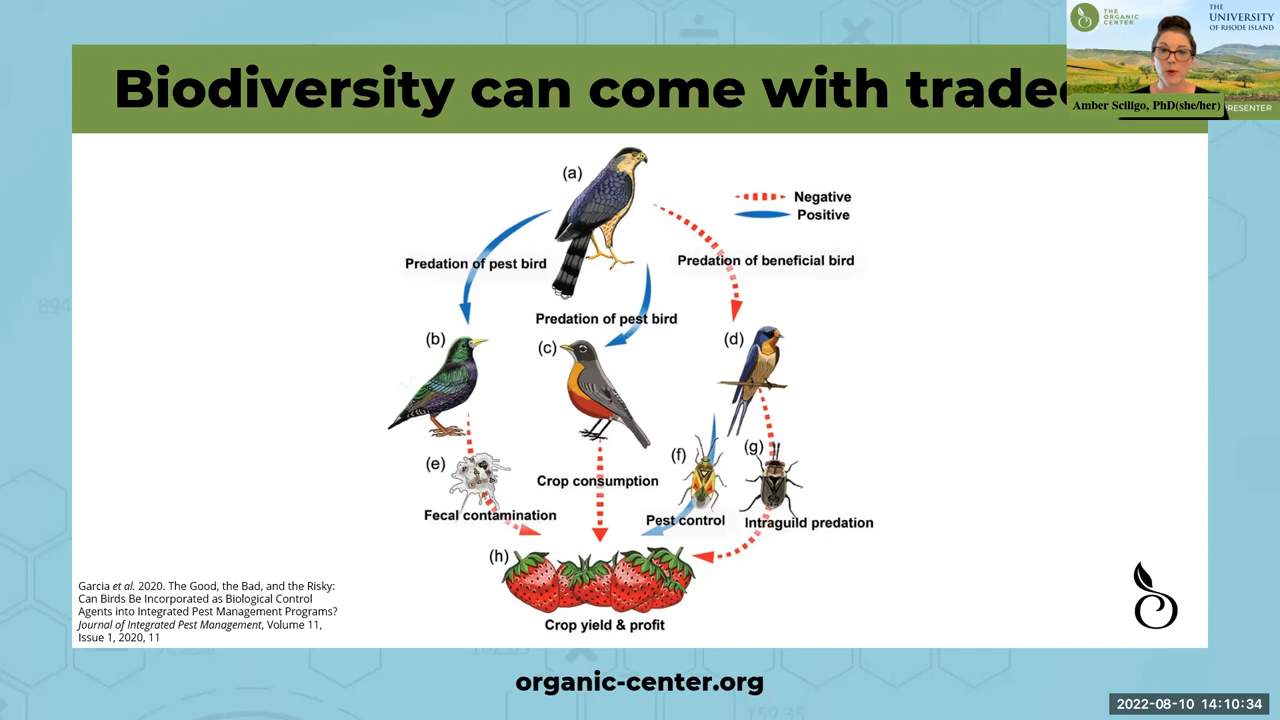 Biodiversity can come with trade
THE
ORGANIC
CENTER
THE
UNIVERSITY
OF RHODE ISLAND
Amber Sciligo, PhD(she/her)
RESENTER
(a)
Negative
Positive
Predation of pest bird
Predation of beneficial bird
Predation of pest bird
(b)
(c)
(d)
(e)
(f)
(g)
Crop consumption
Fecal contamination
Pest control
Intraguild predation
(h)
Crop yield & profit
Garcia et al. 2020. The Good, the Bad, and the Risky:
Can Birds Be Incorporated as Biological Control
Agents into Integrated Pest Management Programs?
Journal of Integrated Pest Management, Volume 11,
Issue 1, 2020, 11
organic-center.org
2022-08-10 14:10:34